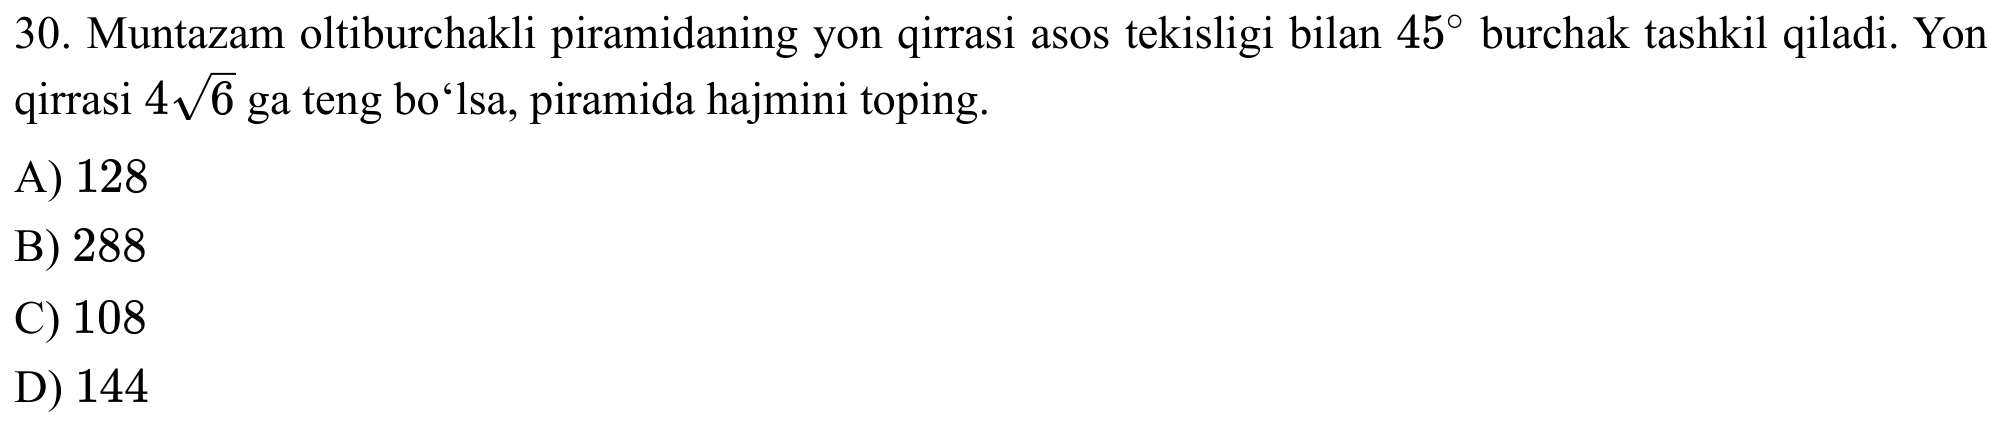 30. Muntazam oltiburchakli piramidaning yon qirrasi asos tekisligi bilan 45° burchak tashkil qiladi. Yon
qirrasi 4√6 ga teng bo‘lsa, piramida hajmini toping.
A) 128
B) 288
C) 108
D) 144